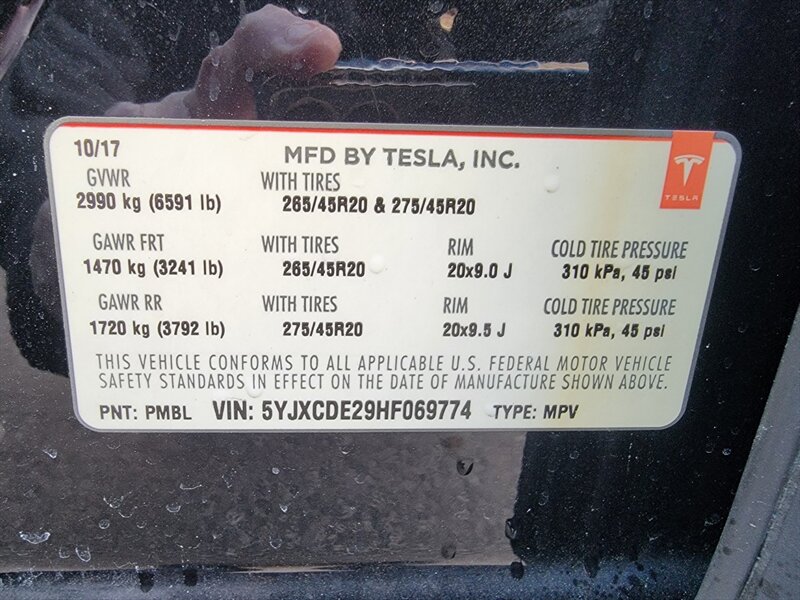 10/17 MFD BY TESLA, INC.
TESLA
GVWR WITH TIRES
2990 kg (6591 lb) 265/45R20 & 275/45R20
GAWR FRT WITH TIRES RIM COLD TIRE PRESSURE
1470 kg (3241 lb) 265/45R20 20x9.0 J 310 kPa, 45 psi
GAWR RR WITH TIRES RIM COLD TIRE PRESSURE
1720 kg (3792 lb) 275/45R20 20x9.5 J 310 kPa, 45 psi
THIS VEHICLE CONFORMS TO ALL APPLICABLE U.S. FEDERAL MOTOR VEHICLE
SAFETY STANDARDS IN EFFECT ON THE DATE OF MANUFACTURE SHOWN ABOVE.
PNT: PMBL VIN: 5YJXCDE29HF069774 TYPE: MPV